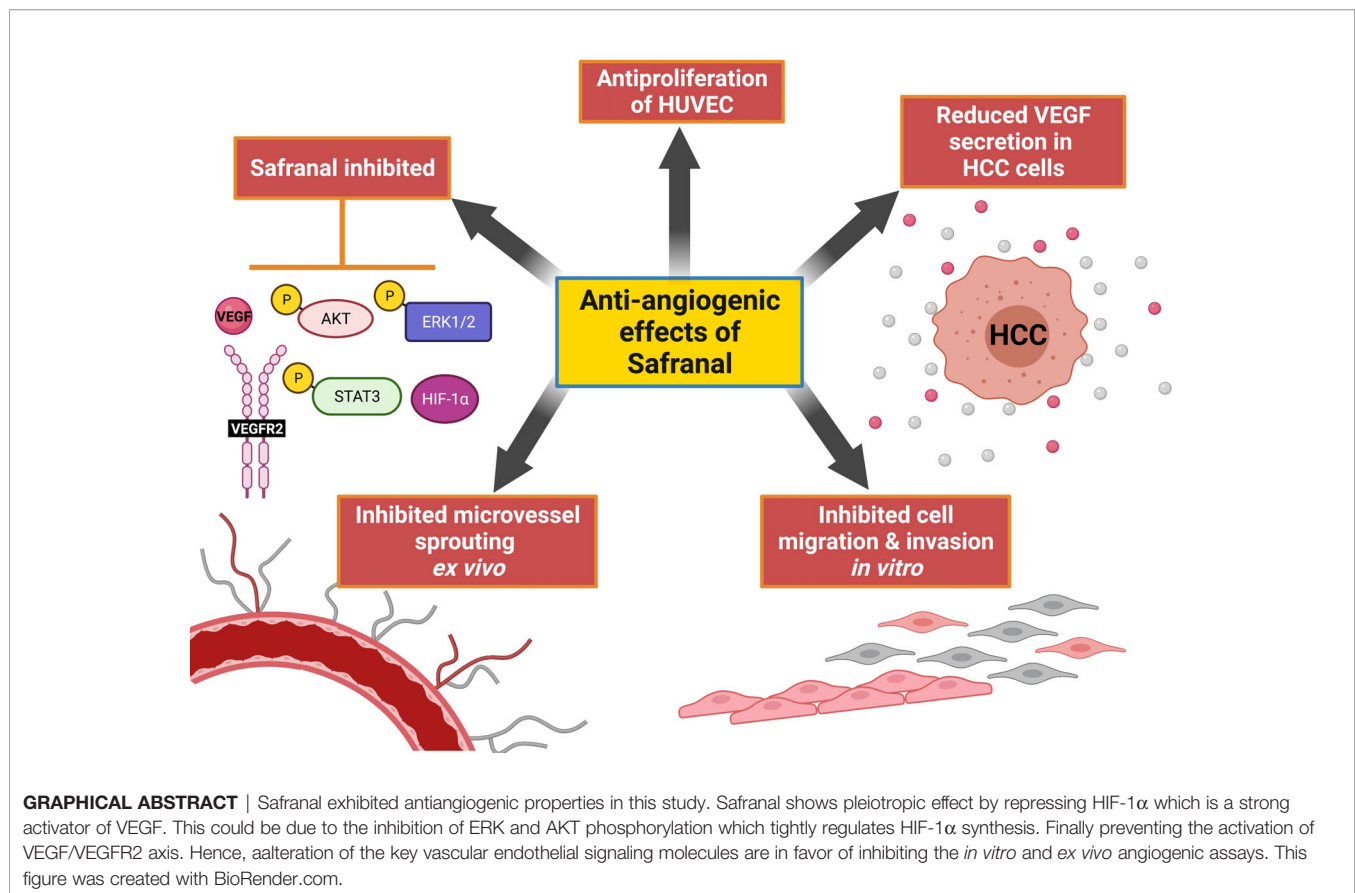 Antiproliferation
of HUVEC
Safranal inhibited
Reduced VEGF
secretion in
HCC cells
Anti-angiogenic
effects of
Safranal
P
AKT
P
ERK1/2
VEGF
P
STAT3
HIF-1α
VEGFR2
HCC
Inhibited microvessel
sprouting
ex vivo
Inhibited cell
migration & invasion
in vitro
GRAPHICAL ABSTRACT | Safranal exhibited antiangiogenic properties in this study. Safranal shows pleiotropic effect by repressing HIF-1α which is a strong
activator of VEGF. This could be due to the inhibition of ERK and AKT phosphorylation which tightly regulates HIF-1α synthesis. Finally preventing the activation of
VEGF/VEGFR2 axis. Hence, aalteration of the key vascular endothelial signaling molecules are in favor of inhibiting the in vitro and ex vivo angiogenic assays. This
figure was created with BioRender.com.